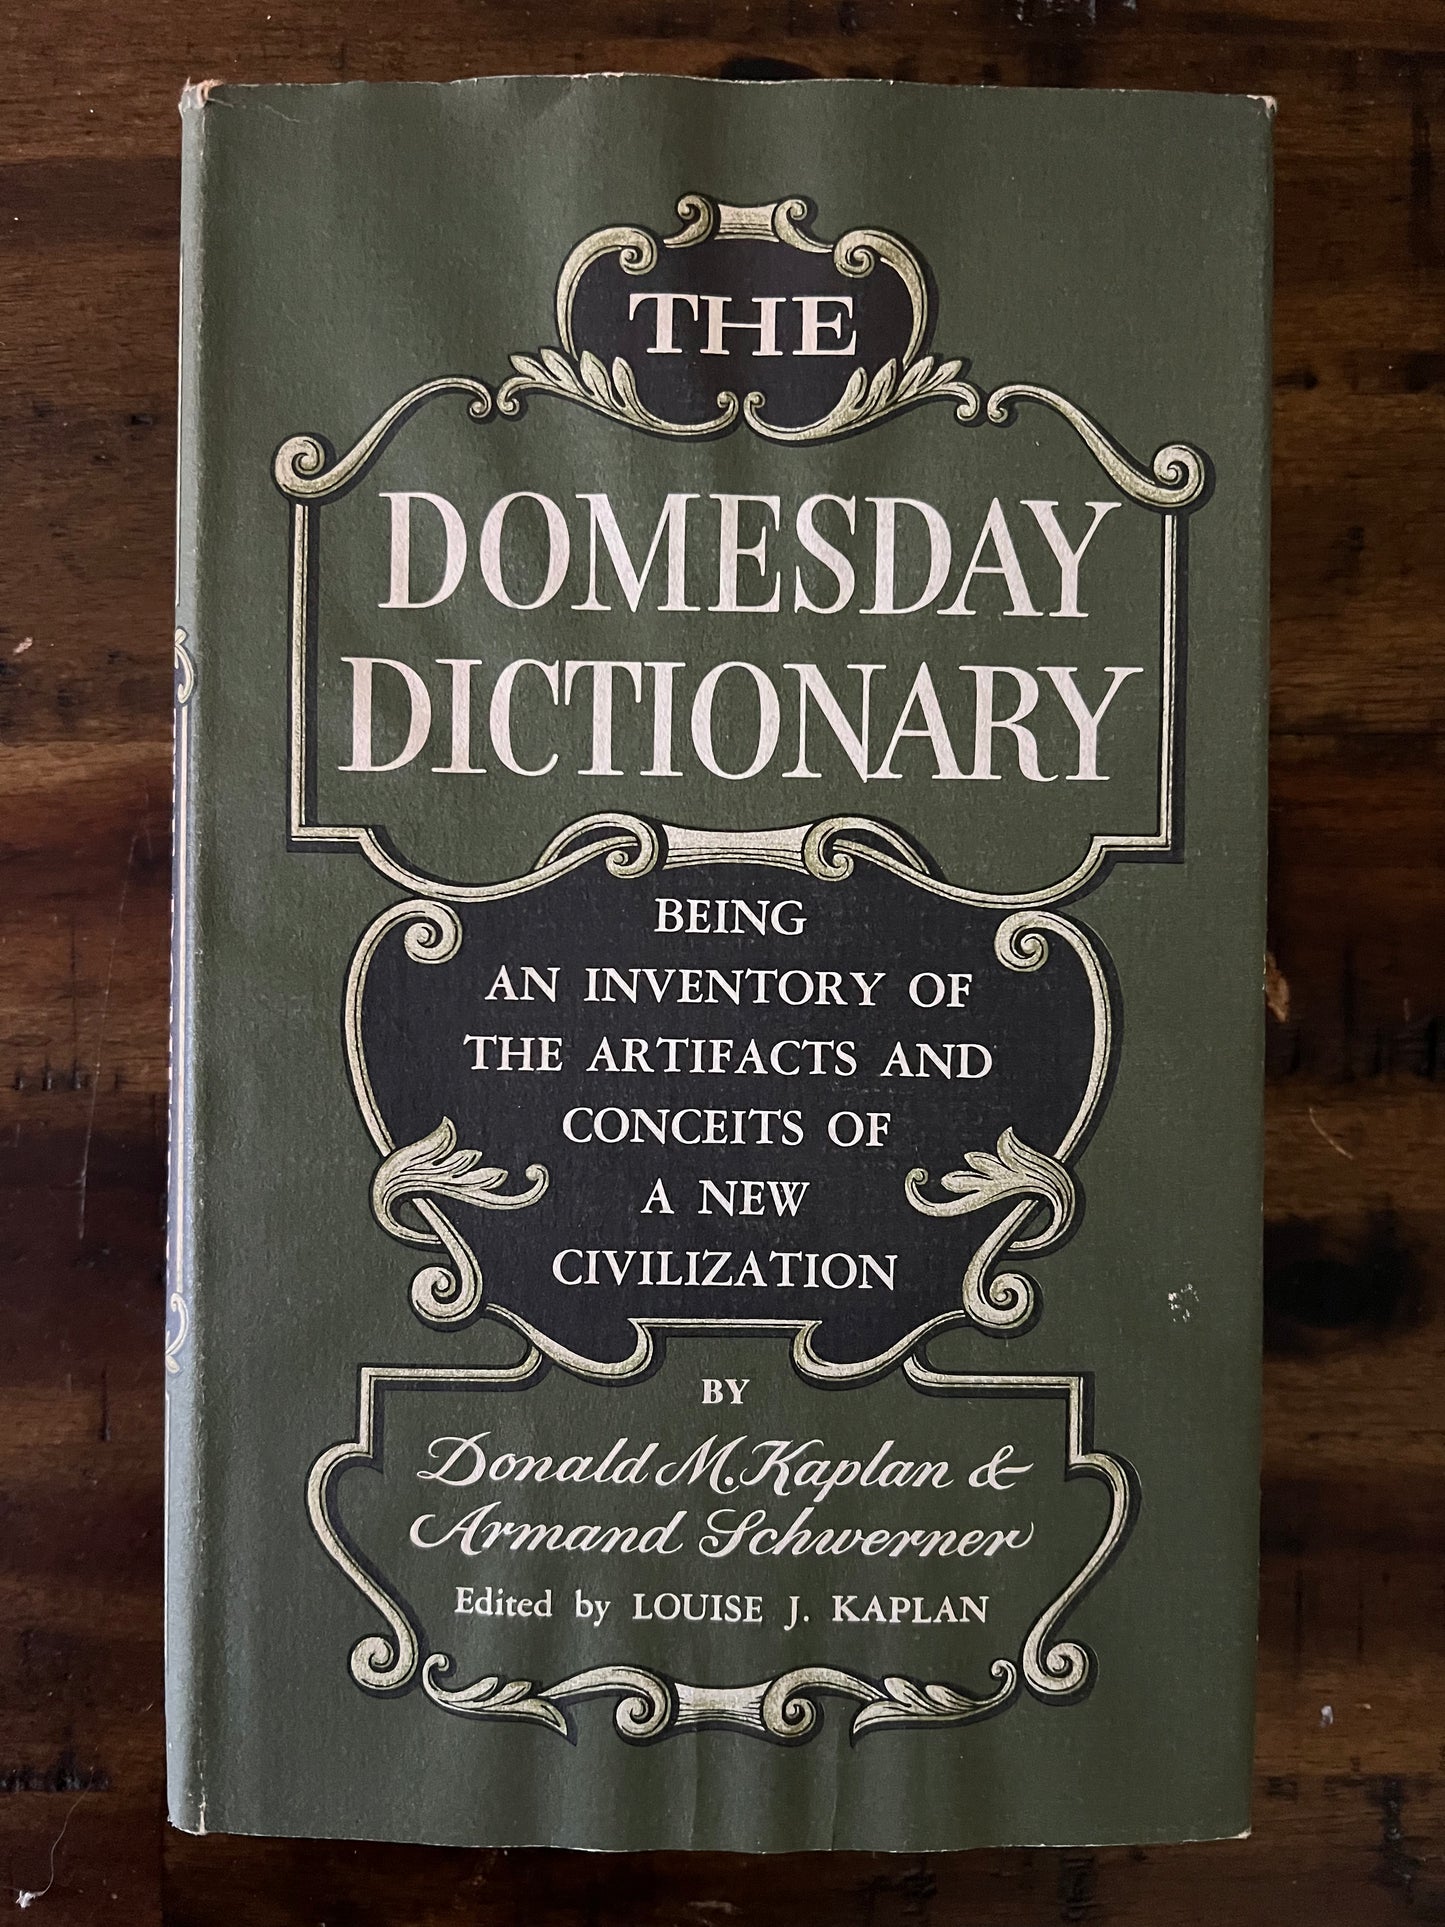 THE
DOMESDAY
DICTIONARY
BEING
AN INVENTORY OF
THE ARTIFACTS AND
CONCEITS OF
A NEW
CIVILIZATION
BY
Donald M. Kaplan &
Armand Schwerner
Edited by LOUISE J. KAPLAN